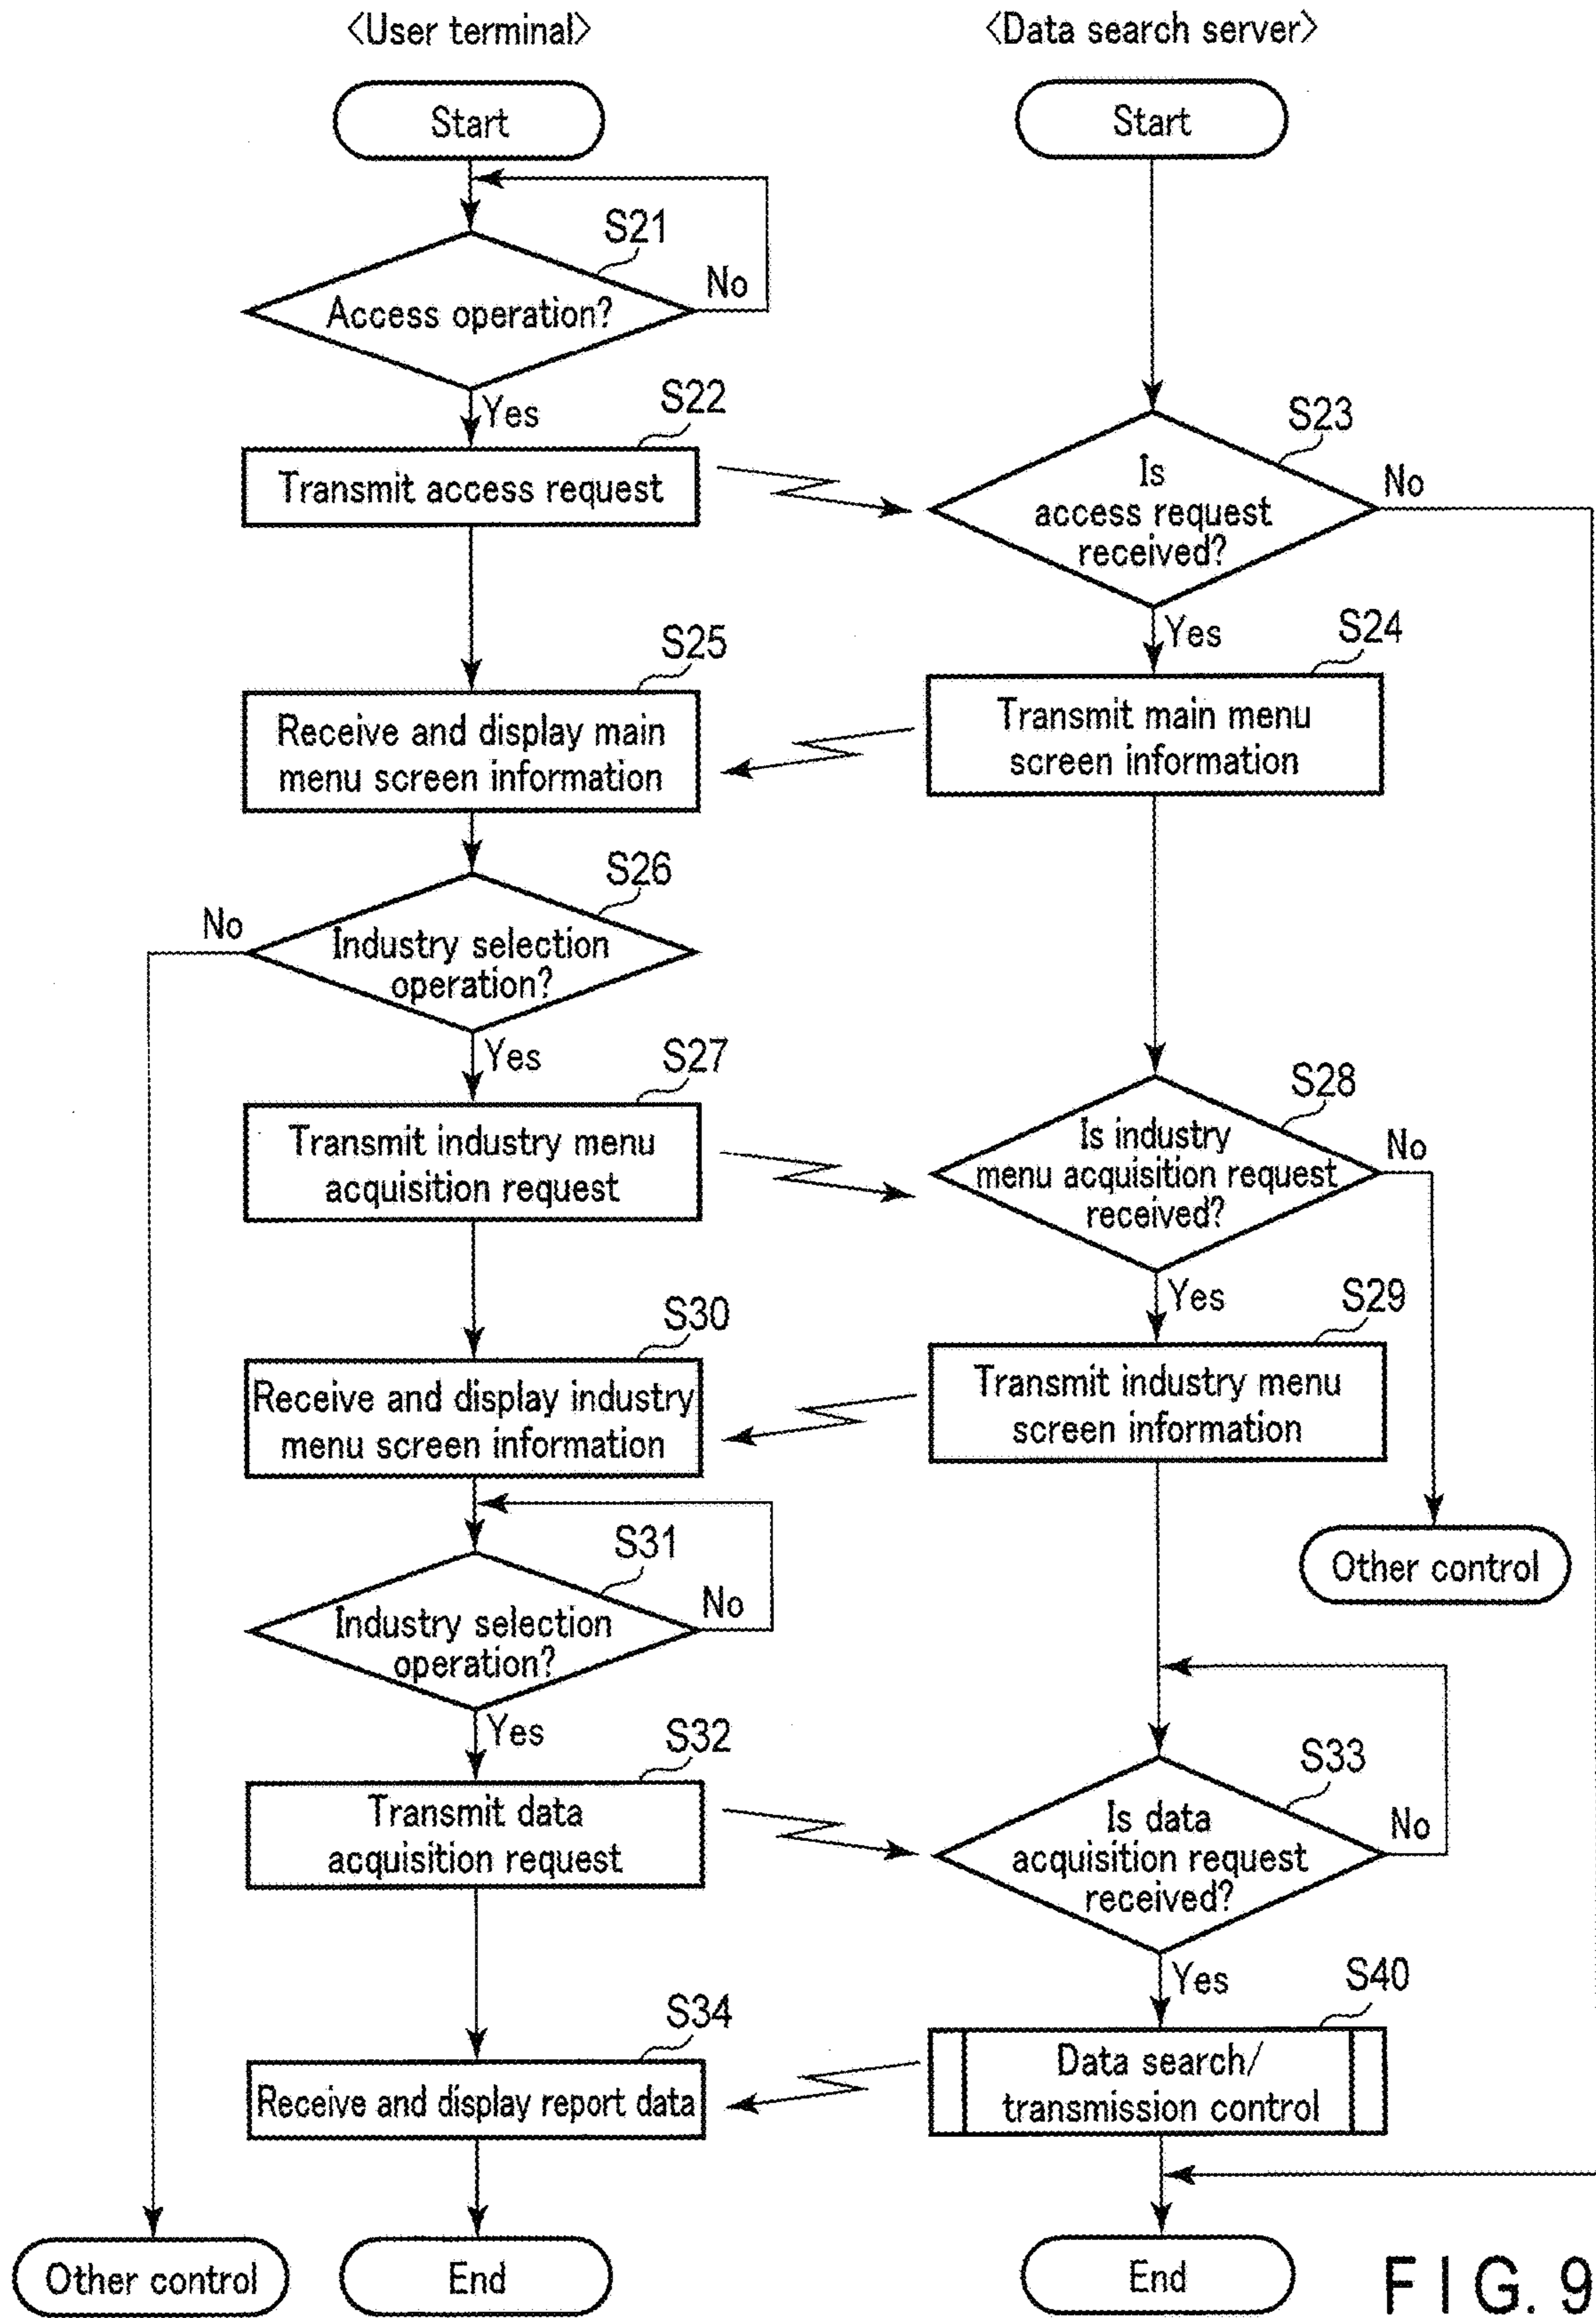 <User terminal>
<Data search server>
Start
Start
S21
Access operation?
No
Yes
S22
Transmit access request
S23
Is
access request
received?
No
Yes
S24
Transmit main menu
screen information
S25
Receive and display main
menu screen information
S26
Industry selection
operation?
No
Yes
S27
Transmit industry menu
acquisition request
S28
Is industry
menu acquisition request
received?
No
Yes
S29
Transmit industry menu
screen information
Other control
S30
Receive and display industry
menu screen information
S31
Industry selection
operation?
No
Yes
S32
Transmit data
acquisition request
S33
Is data
acquisition request
received?
No
Yes
S40
Data search/
transmission control
S34
Receive and display report data
Other control
End
End
FIG. 9